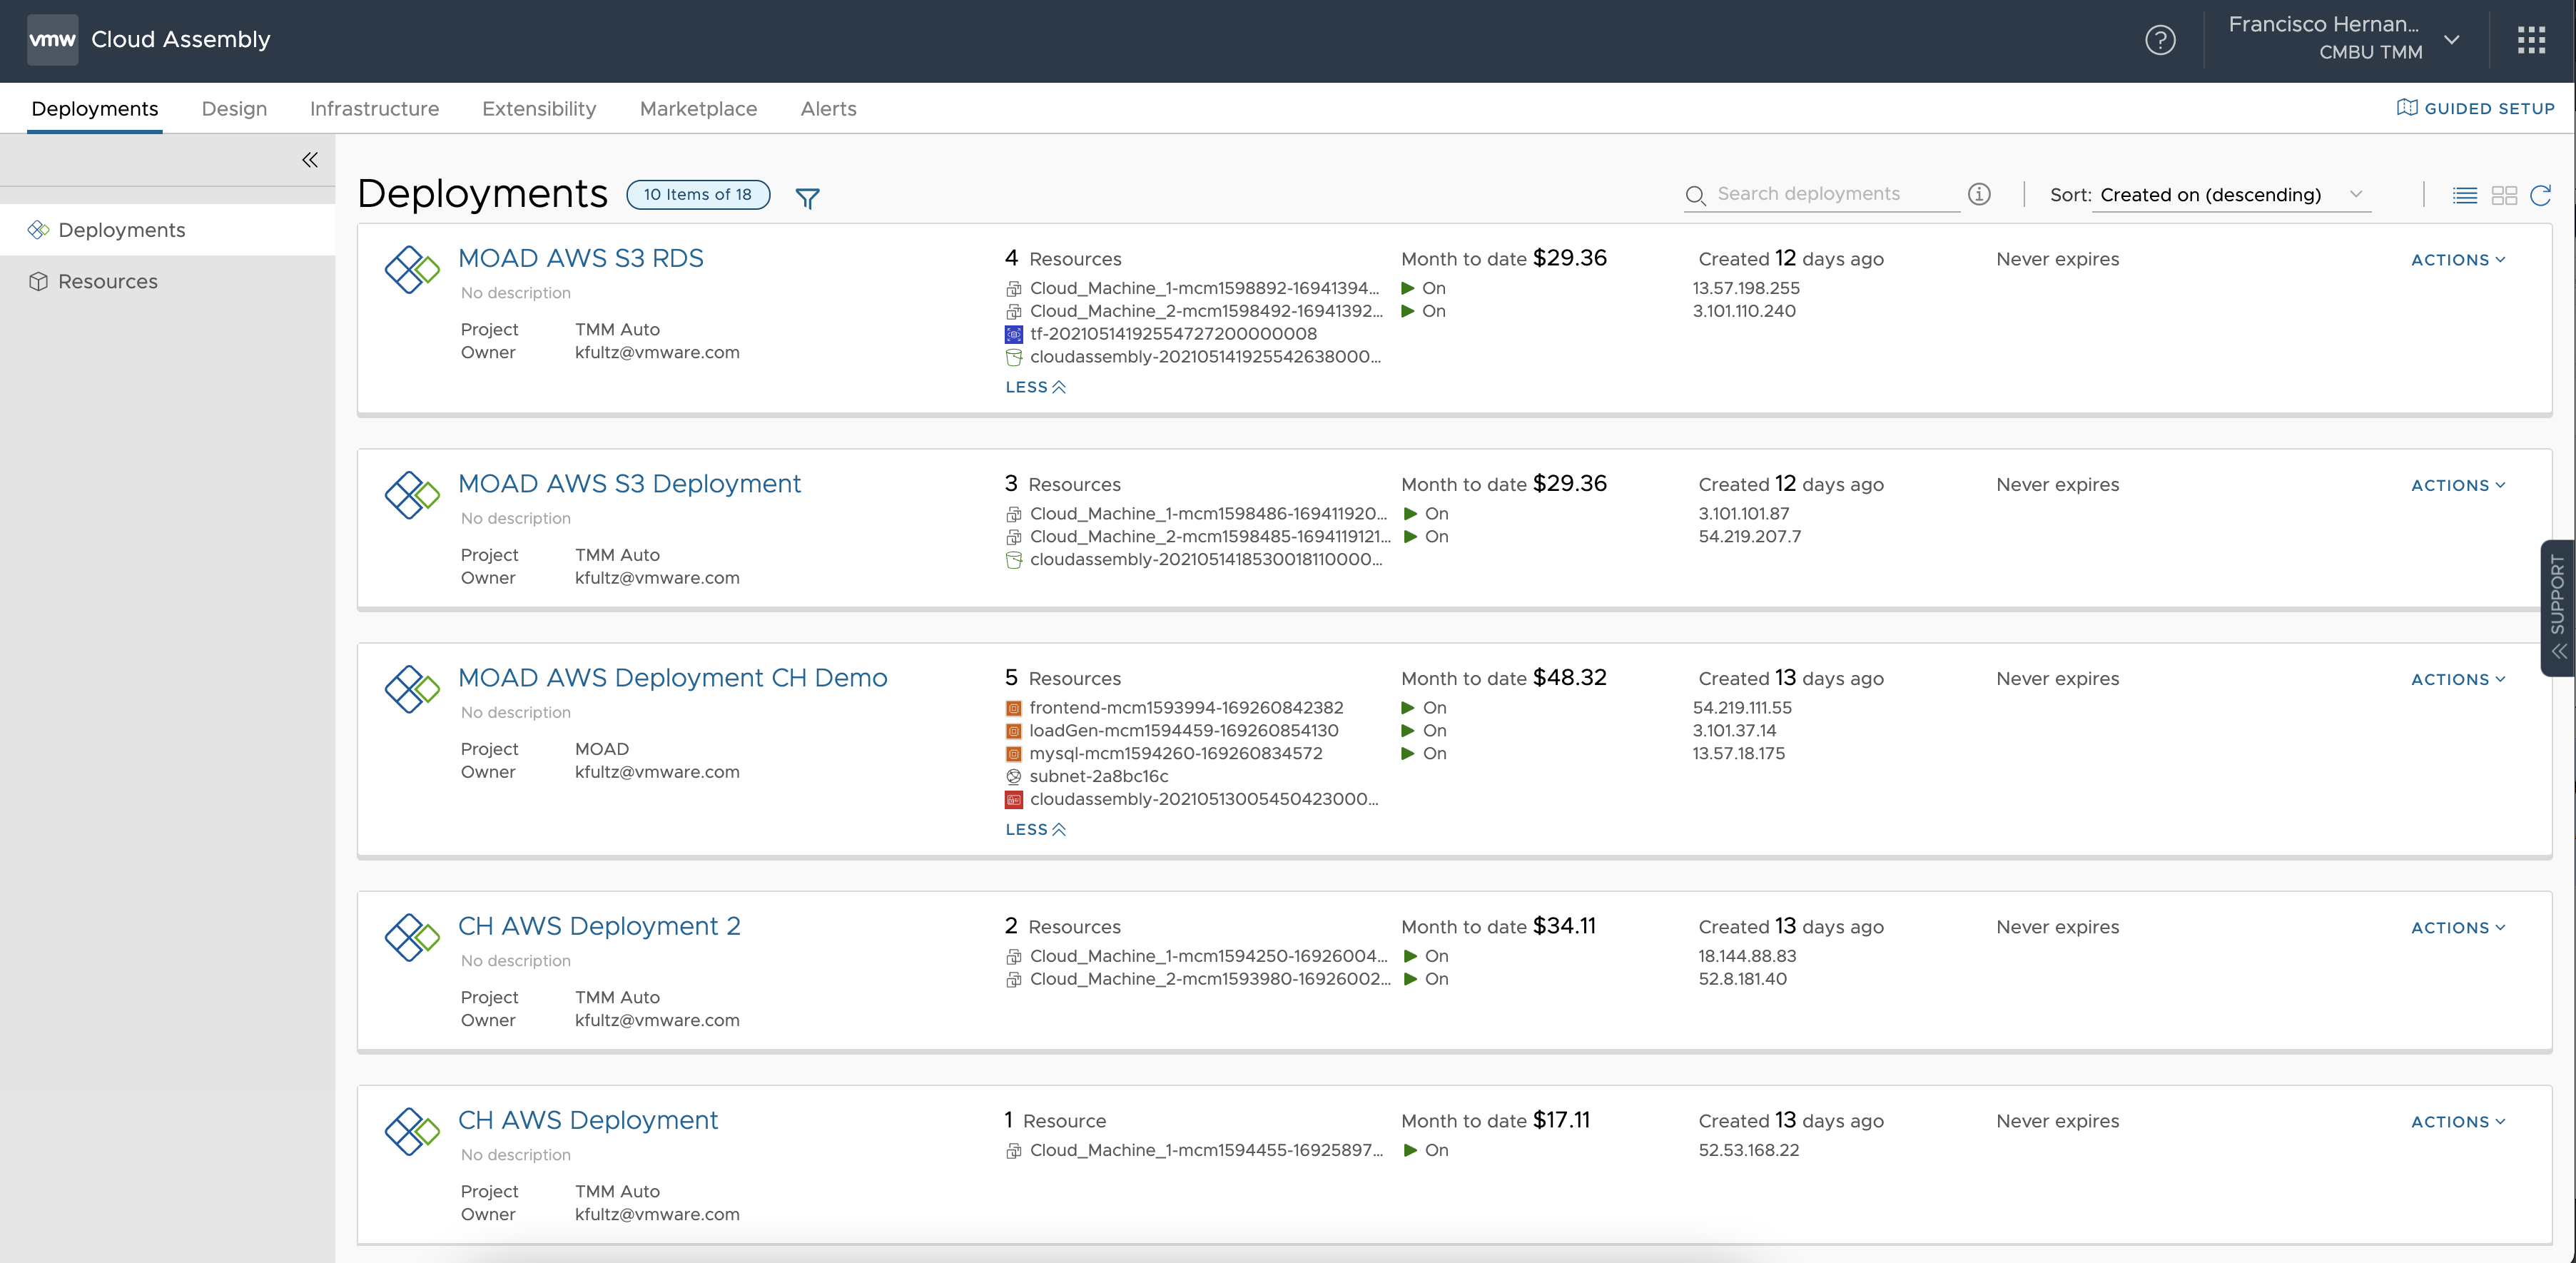 vmw Cloud Assembly
Francisco Hernan...
CMBU TMM
Deployments Design Infrastructure Extensibility Marketplace Alerts
GUIDED SETUP
Deployments
Resources
Deployments 10 Items of 18
Search deployments
Sort: Created on (descending)
MOAD AWS S3 RDS
No description
Project TMM Auto
Owner kfultz@vmware.com
4 Resources
Cloud_Machine_1-mcm1598892-16941394...
Cloud_Machine_2-mcm1598492-16941392...
tf-20210514192554727200000008
cloudassembly-202105141925542638000...
LESS
Month to date $29.36
On
On
Created 12 days ago
13.57.198.255
3.101.110.240
Never expires
ACTIONS
MOAD AWS S3 Deployment
No description
Project TMM Auto
Owner kfultz@vmware.com
3 Resources
Cloud_Machine_1-mcm1598486-169411920...
Cloud_Machine_2-mcm1598485-1694119121...
cloudassembly-2021051418530018110000...
Month to date $29.36
On
On
Created 12 days ago
3.101.101.87
54.219.207.7
Never expires
ACTIONS
SUPPORT
MOAD AWS Deployment CH Demo
No description
Project MOAD
Owner kfultz@vmware.com
5 Resources
frontend-mcm1593994-169260842382
loadGen-mcm1594459-169260854130
mysql-mcm1594260-169260834572
subnet-2a8bc16c
cloudassembly-20210513005450423000...
LESS
Month to date $48.32
On
On
On
Created 13 days ago
54.219.111.55
3.101.37.14
13.57.18.175
Never expires
ACTIONS
CH AWS Deployment 2
No description
Project TMM Auto
Owner kfultz@vmware.com
2 Resources
Cloud_Machine_1-mcm1594250-16926004...
Cloud_Machine_2-mcm1593980-16926002...
Month to date $34.11
On
On
Created 13 days ago
18.144.88.83
52.8.181.40
Never expires
ACTIONS
CH AWS Deployment
No description
Project TMM Auto
Owner kfultz@vmware.com
1 Resource
Cloud_Machine_1-mcm1594455-16925897...
Month to date $17.11
On
Created 13 days ago
52.53.168.22
Never expires
ACTIONS